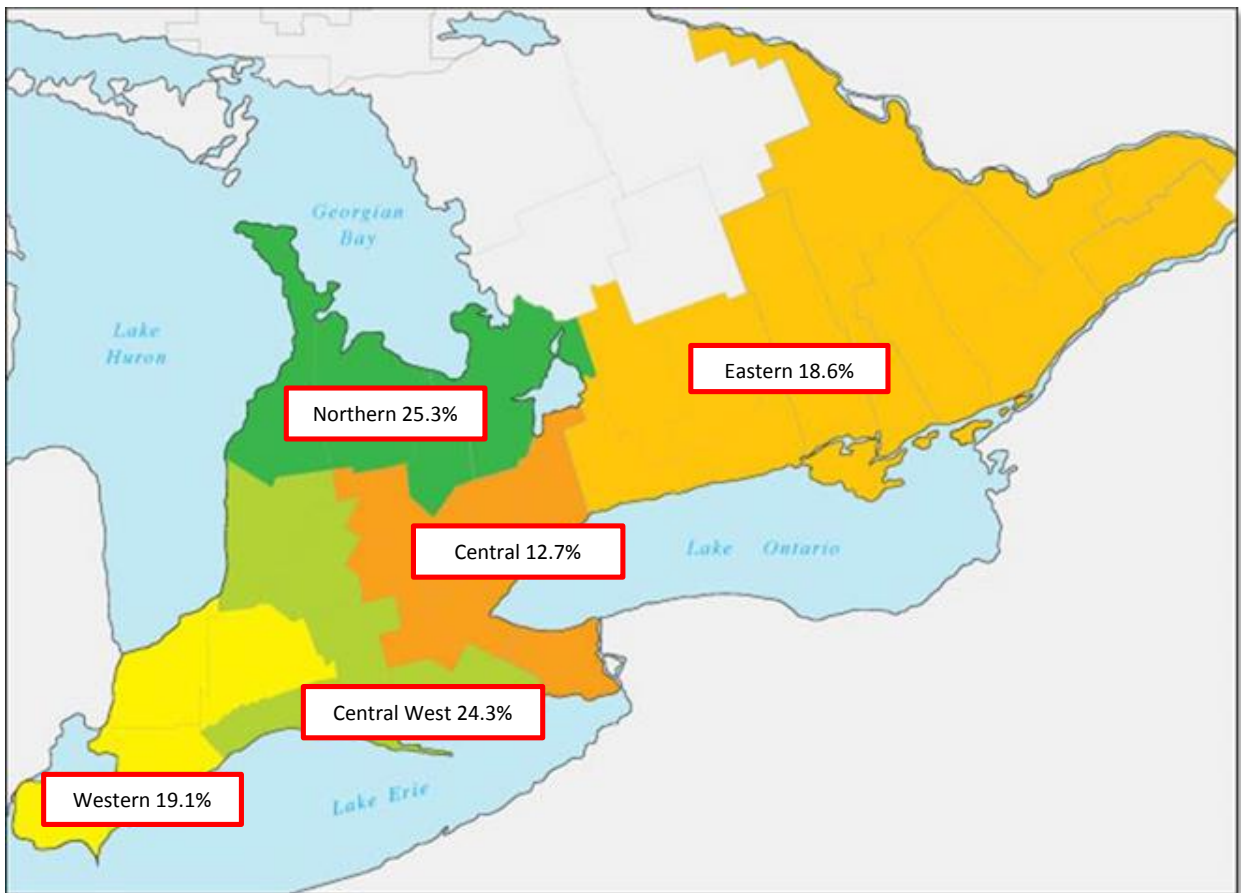 Georgian
Bay
Lake
Huron
Eastern 18.6%
Northern 25.3%
Central 12.7%
Lake Ontario
Central West 24.3%
Western 19.1%
Lake Erie